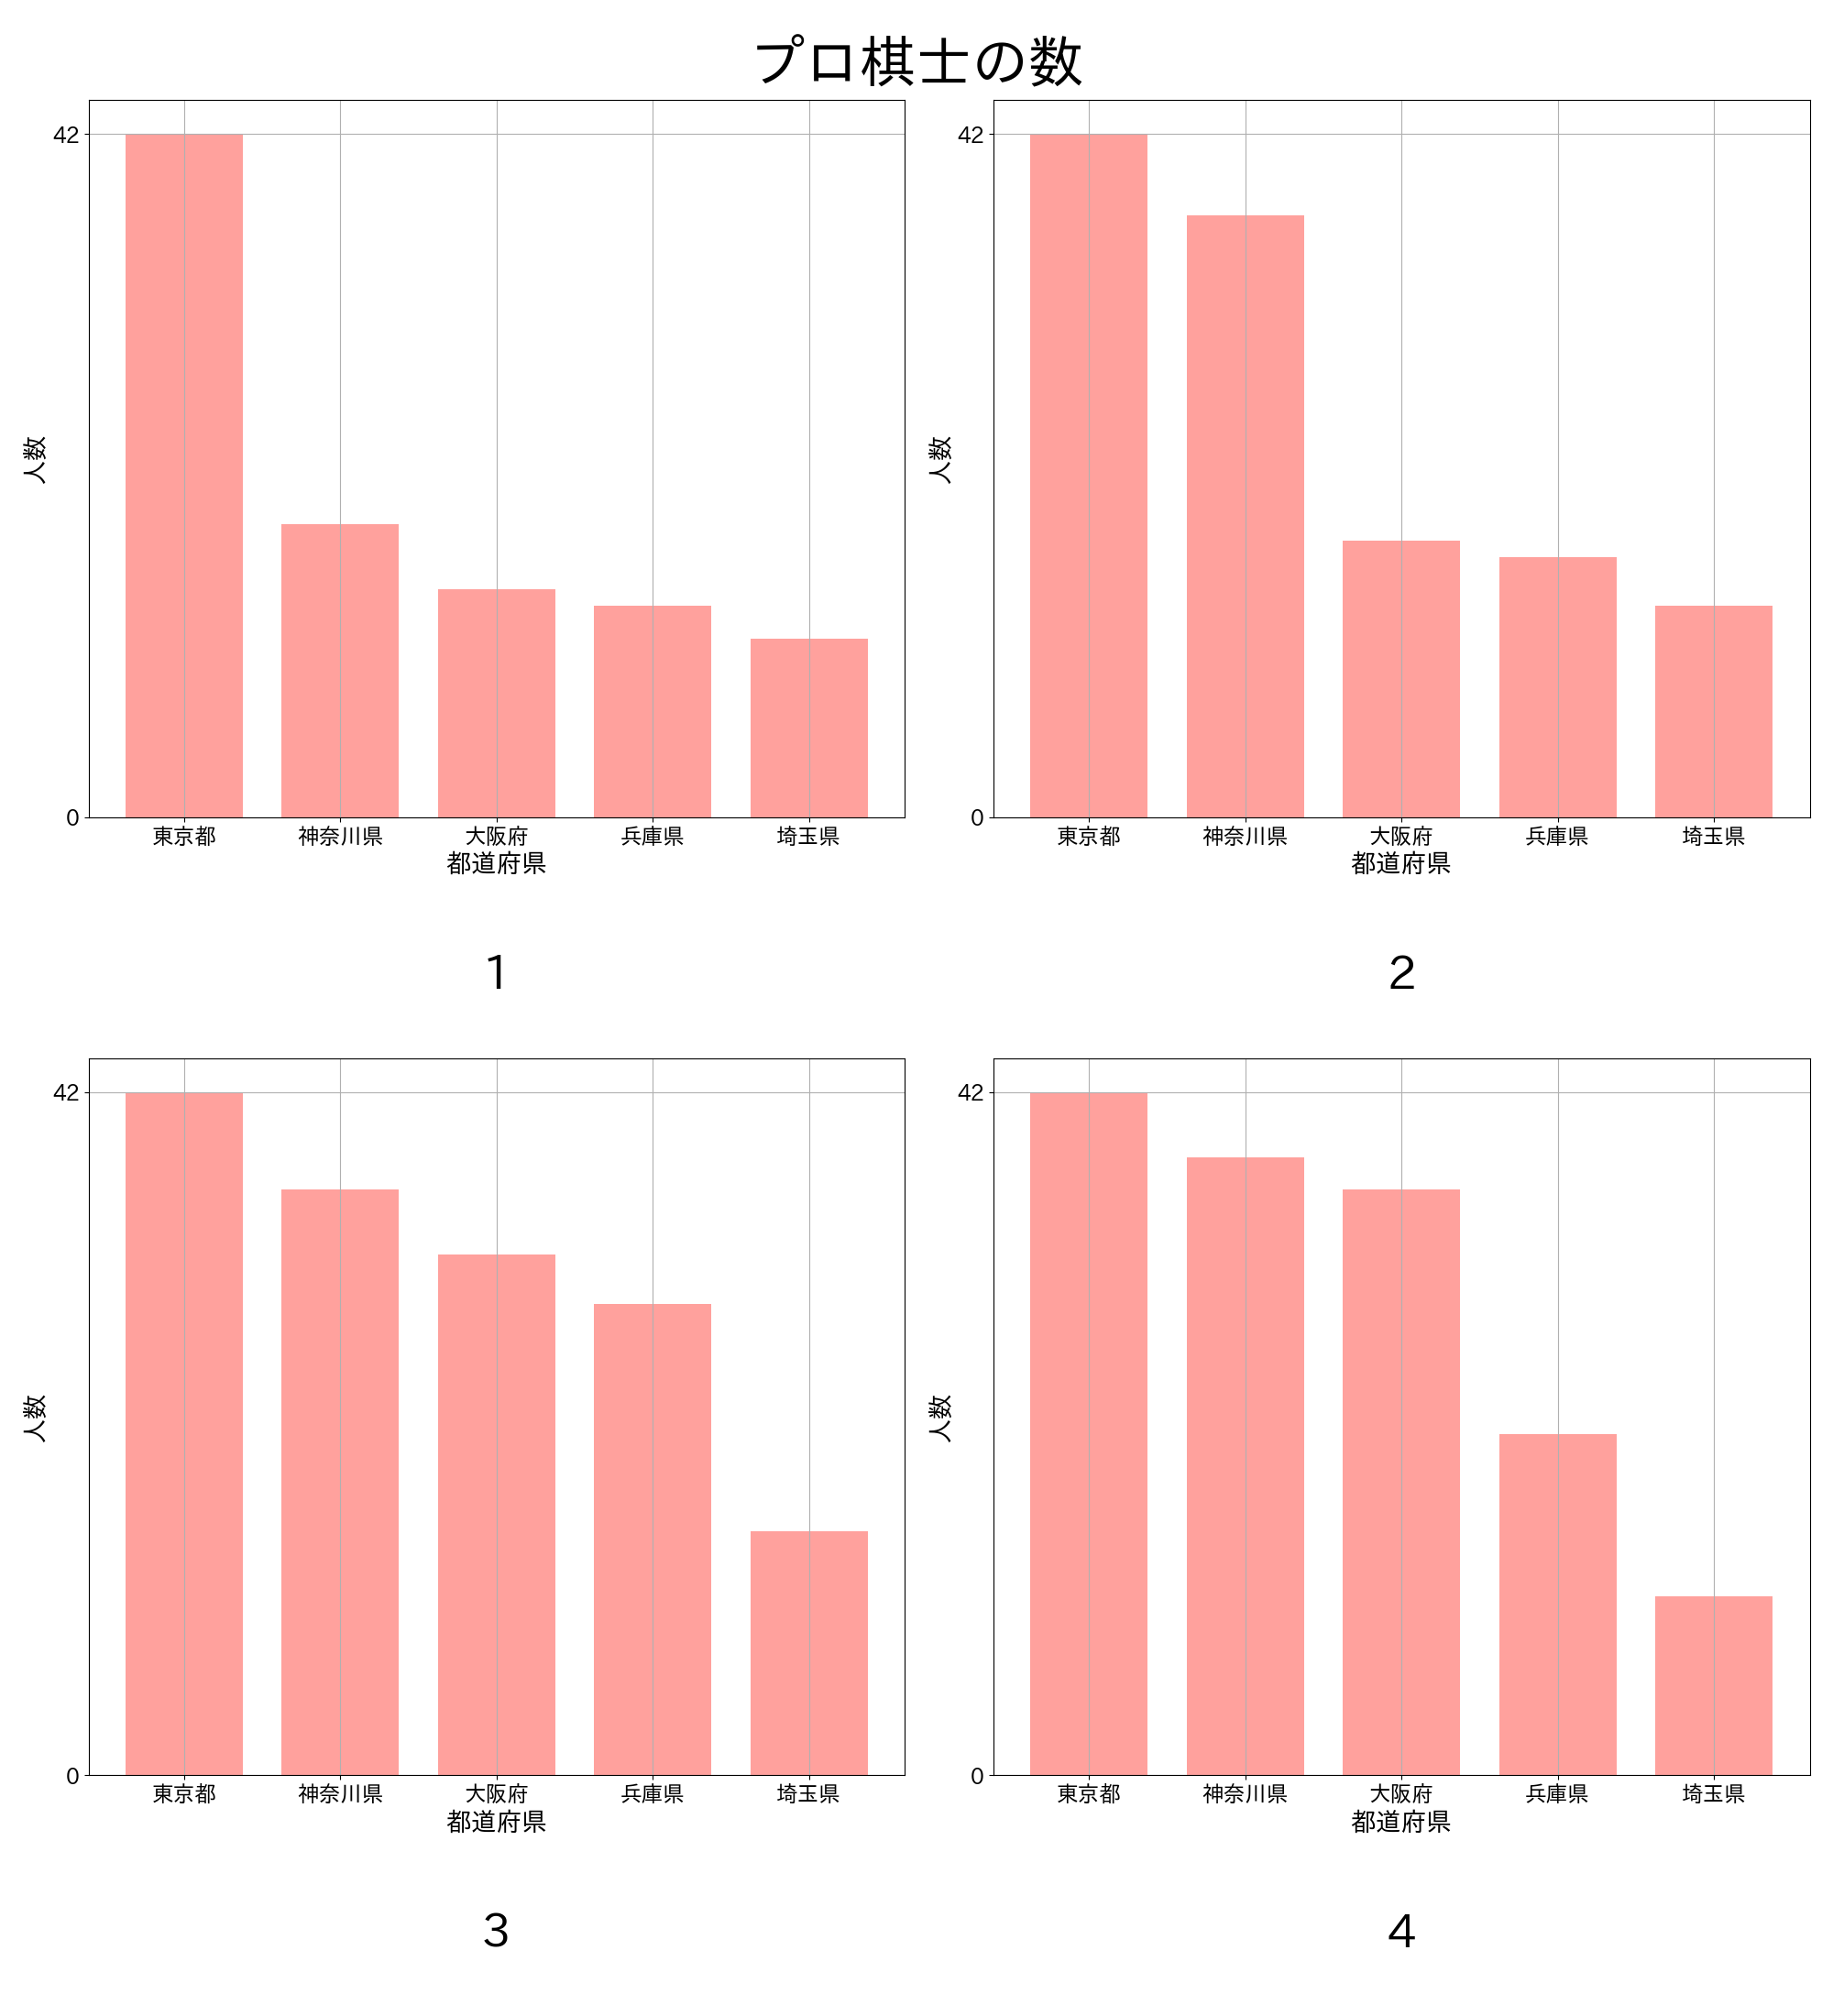 プロ棋士の数
42
0
人数
東京都 神奈川県 大阪府 兵庫県 埼玉県
都道府県
1
42
0
人数
東京都 神奈川県 大阪府 兵庫県 埼玉県
都道府県
2
42
0
人数
東京都 神奈川県 大阪府 兵庫県 埼玉県
都道府県
3
42
0
人数
東京都 神奈川県 大阪府 兵庫県 埼玉県
都道府県
4